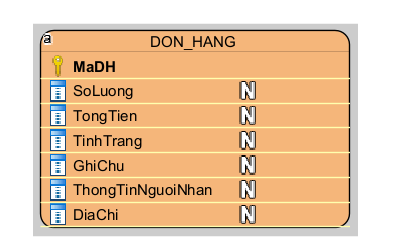 a
DON_HANG
MaDH
SoLuong N
TongTien N
TinhTrang N
GhiChu N
ThongTinNguoiNhan N
DiaChi N